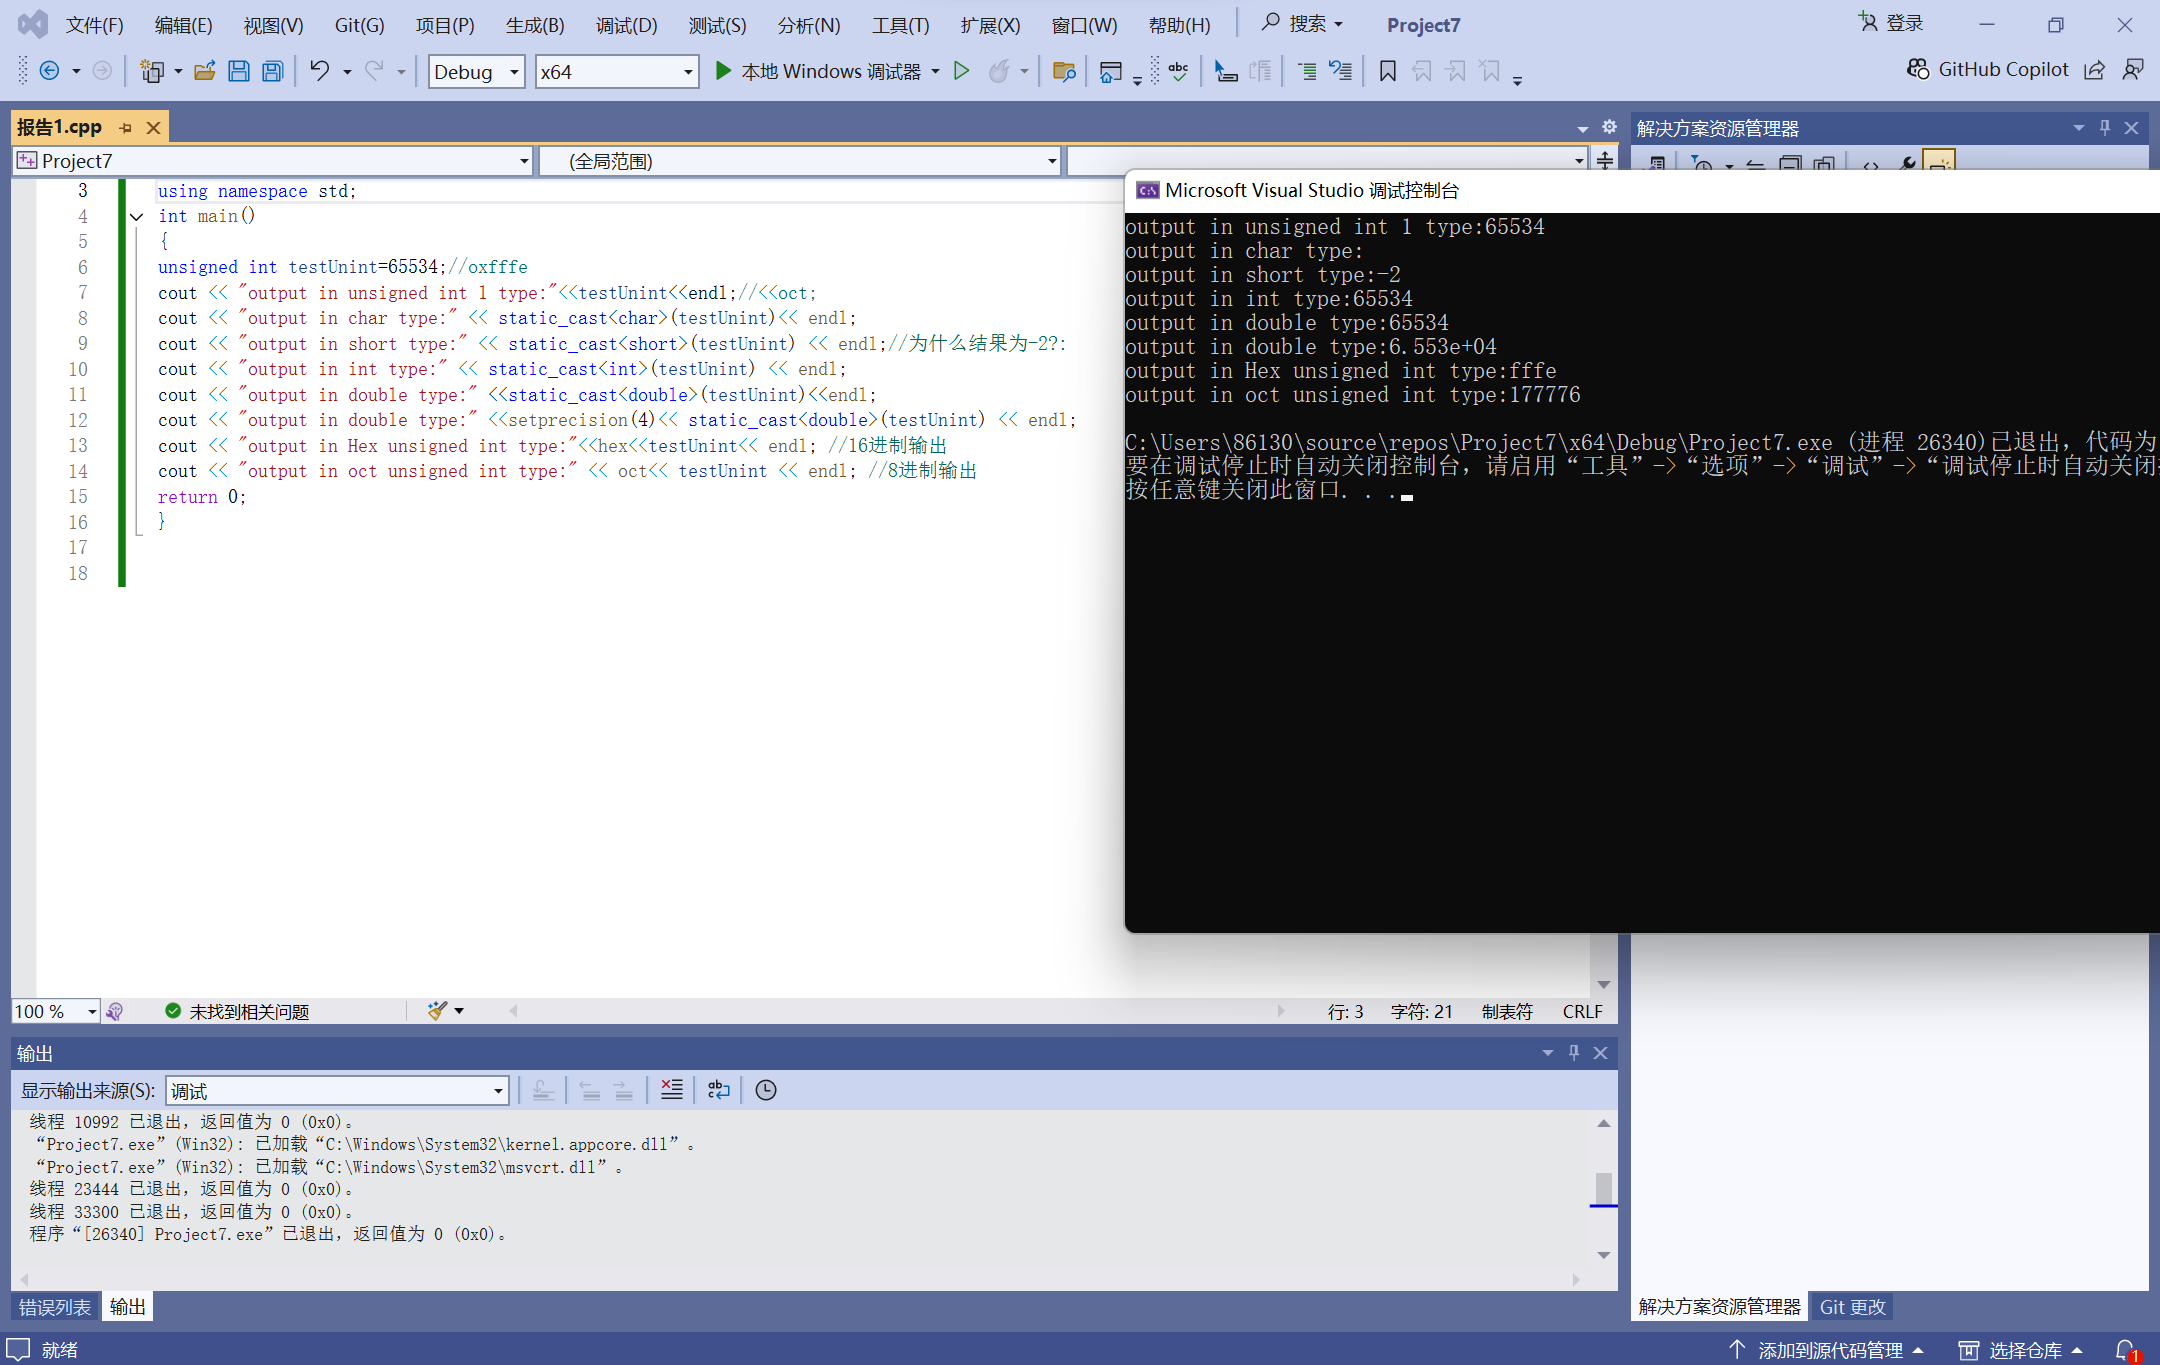 文件(F) 编辑(E) 视图(V) Git(G) 项目(P) 生成(B) 调试(D) 测试(S) 分析(N) 工具(T) 扩展(X) 窗口(W) 帮助(H) 搜索 Project7 登录
Debug x64 本地 Windows 调试器 GitHub Copilot
报告1.cpp
解决方案资源管理器
Project7 (全局范围)
3 using namespace std;
4 int main()
5 {
6 unsigned int testUnint=65534;//oxfffe
7 cout << "output in unsigned int 1 type:"<<testUnint<<endl;//<<oct;
8 cout << "output in char type:" << static_cast<char>(testUnint)<< endl;
9 cout << "output in short type:" << static_cast<short>(testUnint) << endl;//为什么结果为-2?:
10 cout << "output in int type:" << static_cast<int>(testUnint) << endl;
11 cout << "output in double type:" <<static_cast<double>(testUnint)<<endl;
12 cout << "output in double type:" <<setprecision(4)<< static_cast<double>(testUnint) << endl;
13 cout << "output in Hex unsigned int type:"<<hex<<testUnint<< endl; //16进制输出
14 cout << "output in oct unsigned int type:" << oct<< testUnint << endl; //8进制输出
15 return 0;
16 }
17
18
Microsoft Visual Studio 调试控制台
output in unsigned int 1 type:65534
output in char type:
output in short type:-2
output in int type:65534
output in double type:65534
output in double type:6.553e+04
output in Hex unsigned int type:fffe
output in oct unsigned int type:177776
C:\Users\86130\source\repos\Project7\x64\Debug\Project7.exe (进程 26340)已退出，代码为
要在调试停止时自动关闭控制台，请启用“工具”->“选项”->“调试”->“调试停止时自动关闭
按任意键关闭此窗口. . .
100 % 未找到相关问题 行: 3 字符: 21 制表符 CRLF
输出
显示输出来源(S): 调试
线程 10992 已退出，返回值为 0 (0x0)。
“Project7.exe”(Win32): 已加载“C:\Windows\System32\kernel.appcore.dll”。
“Project7.exe”(Win32): 已加载“C:\Windows\System32\msvcrt.dll”。
线程 23444 已退出，返回值为 0 (0x0)。
线程 33300 已退出，返回值为 0 (0x0)。
程序“[26340] Project7.exe”已退出，返回值为 0 (0x0)。
错误列表 输出
解决方案资源管理器 Git 更改
就绪 添加到源代码管理 选择仓库 1